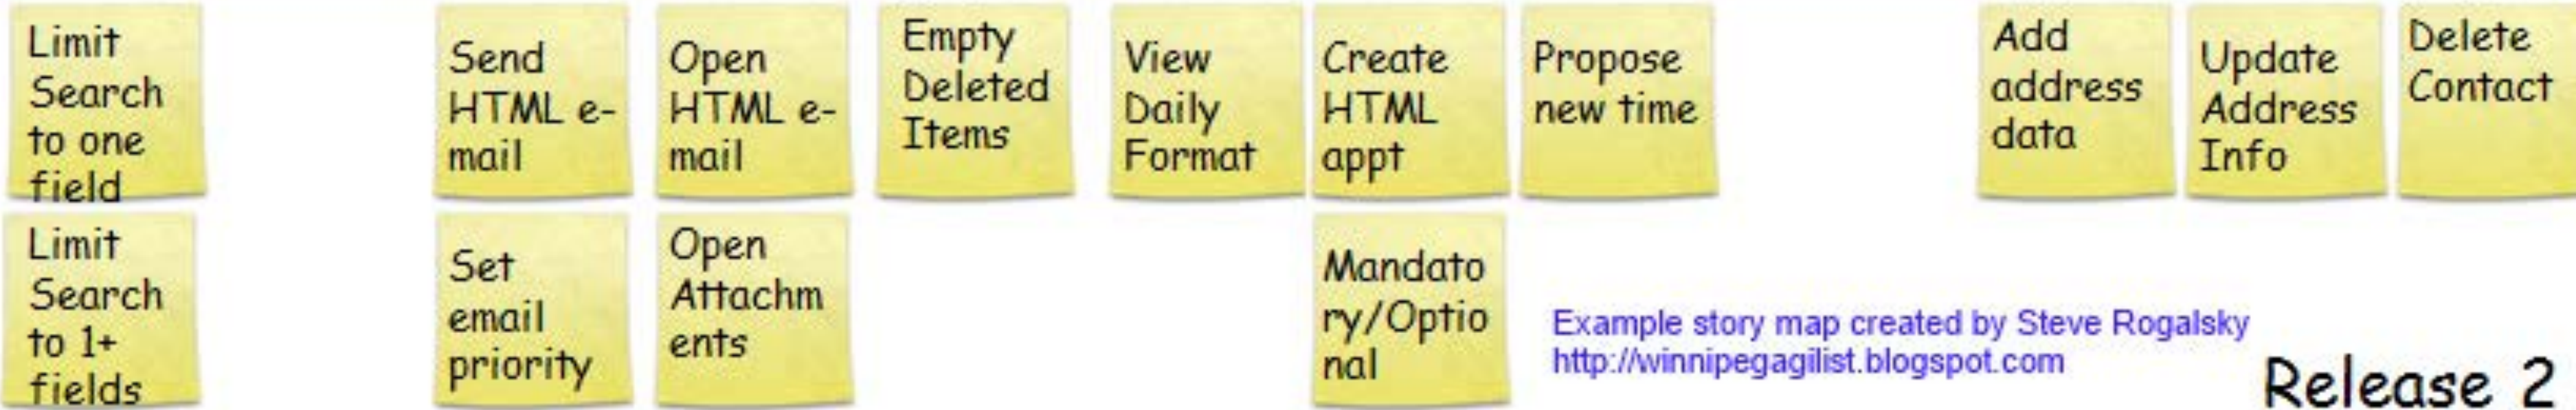 Limit
Search
to one
field
Send
HTML e-
mail
Open
HTML e-
mail
Empty
Deleted
Items
View
Daily
Format
Create
HTML
appt
Propose
new time
Add
address
data
Update
Address
Info
Delete
Contact
Limit
Search
to 1+
fields
Set
email
priority
Open
Attachm
ents
Mandato
ry/Optio
nal
Example story map created by Steve Rogalsky
http://winnipegagilist.blogspot.com
Release 2